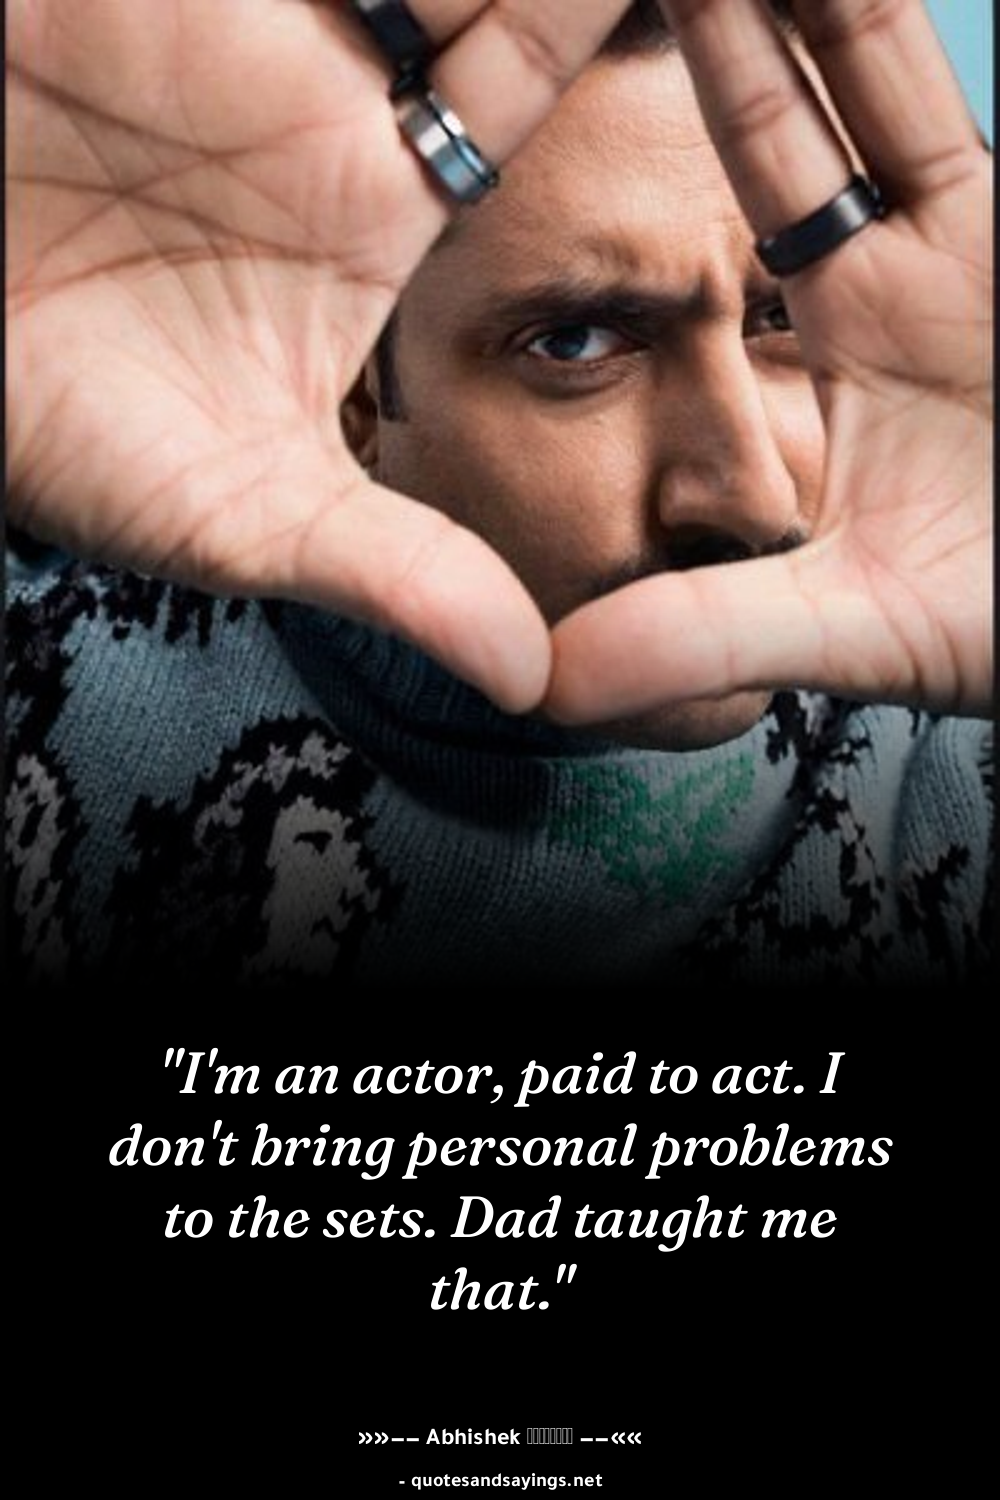 "I'm an actor, paid to act. I
don't bring personal problems
to the sets. Dad taught me
that."
»»−− Abhishek −−««
- quotesandsayings.net